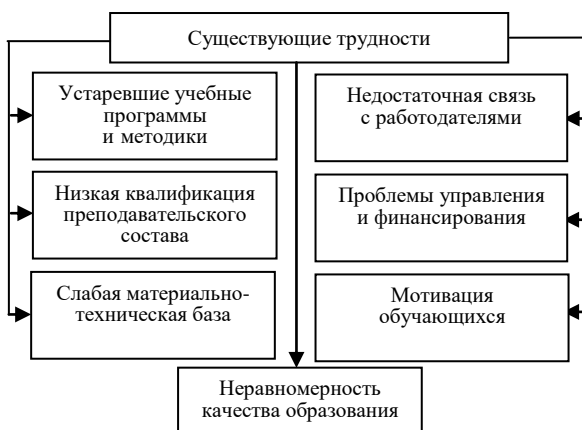 Существующие трудности
Устаревшие учебные
программы
и методики
Низкая квалификация
преподавательского
состава
Слабая материально-
техническая база
Недостаточная связь
с работодателями
Проблемы управления
и финансирования
Мотивация
обучающихся
Неравномерность
качества образования